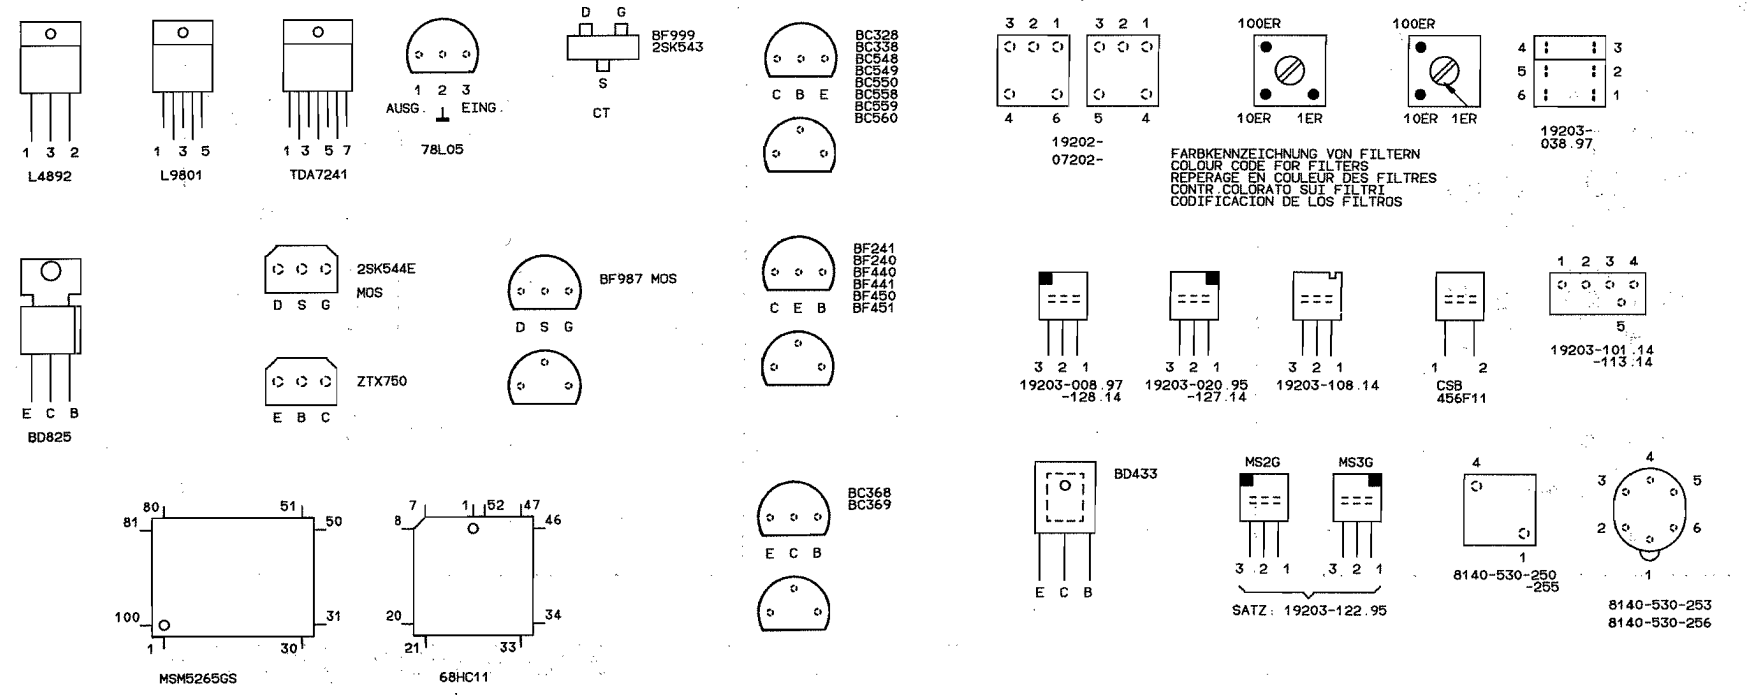 1 3 2
L4892
1 3 5
L9801
1 3 5 7
TDA7241
1 2 3
AUSG. EING.
78L05
D G
BF999
2SK543
S
CT
BC328
BC338
BC548
BC549
BC550
BC558
BC559
BC560
C B E
3 2 1 3 2 1
4 6 5 4
19202-
07202-
100ER
10ER 1ER
100ER
10ER 1ER
4 3
5 2
6 1
19203-
038.97
FARBKENNZEICHNUNG VON FILTERN
COLOUR CODE FOR FILTERS
REPERAGE EN COULEUR DES FILTRES
CONTR.COLORATO SUI FILTRI
CODIFICACION DE LOS FILTROS
E C B
BD825
2SK544E
MOS
D S G
ZTX750
E B C
BF987 MOS
D S G
BF241
BF240
BF440
BF441
BF450
BF451
C E B
3 2 1
19203-008.97
-128.14
3 2 1
19203-020.95
-127.14
3 2 1
19203-108.14
1 2
CSB
456F11
1 2 3 4
5
19203-101.14
-113.14
80 51
81 50
100 31
1 30
MSM5265GS
7 1 52 47
8 46
20 34
21 33
68HC11
BC368
BC369
E C B
BD433
E C B
MS2G MS3G
3 2 1 3 2 1
SATZ: 19203-122.95
4
1
8140-530-250
-255
4
3 5
2 6
1
8140-530-253
8140-530-256